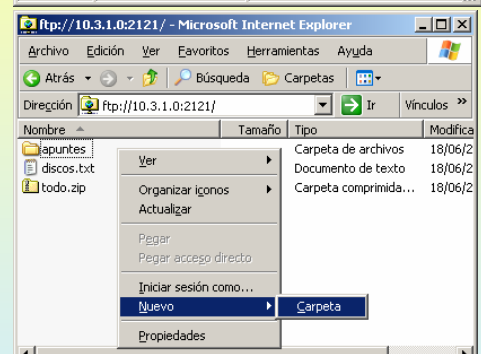 ftp://10.3.1.0:2121/ - Microsoft Internet Explorer
Archivo Edición Ver Favoritos Herramientas Ayuda
Atrás Búsqueda Carpetas
Dirección ftp://10.3.1.0:2121/ Ir Vínculos »
Nombre Tamaño Tipo Modifica
apuntes Carpeta de archivos 18/06/2
discos.txt Documento de texto 18/06/2
todo.zip Carpeta comprimida... 18/06/2
Ver
Organizar iconos
Actualizar
Pegar
Pegar acceso directo
Iniciar sesión como...
Nuevo Carpeta
Propiedades